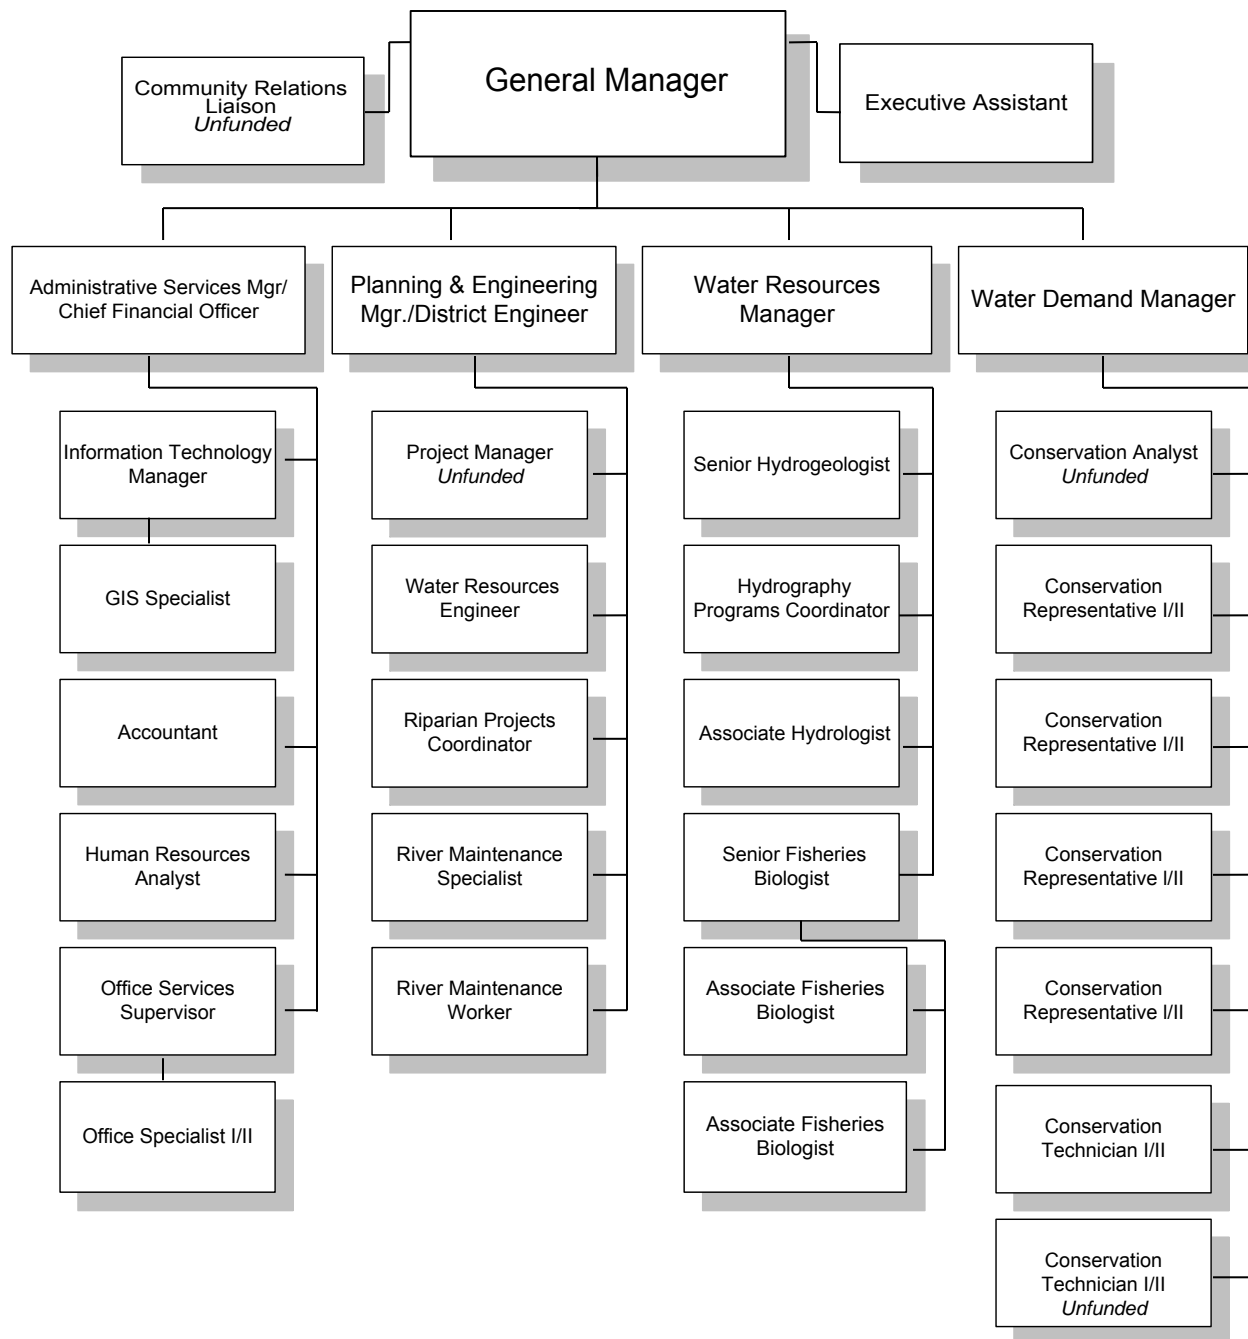 General Manager
Community Relations
Liaison
Unfunded
Executive Assistant
Administrative Services Mgr/
Chief Financial Officer
Planning & Engineering
Mgr./District Engineer
Water Resources
Manager
Water Demand Manager
Information Technology
Manager
GIS Specialist
Accountant
Human Resources
Analyst
Office Services
Supervisor
Office Specialist I/II
Project Manager
Unfunded
Water Resources
Engineer
Riparian Projects
Coordinator
River Maintenance
Specialist
River Maintenance
Worker
Senior Hydrogeologist
Hydrography
Programs Coordinator
Associate Hydrologist
Senior Fisheries
Biologist
Associate Fisheries
Biologist
Associate Fisheries
Biologist
Conservation Analyst
Unfunded
Conservation
Representative I/II
Conservation
Representative I/II
Conservation
Representative I/II
Conservation
Representative I/II
Conservation
Technician I/II
Conservation
Technician I/II
Unfunded